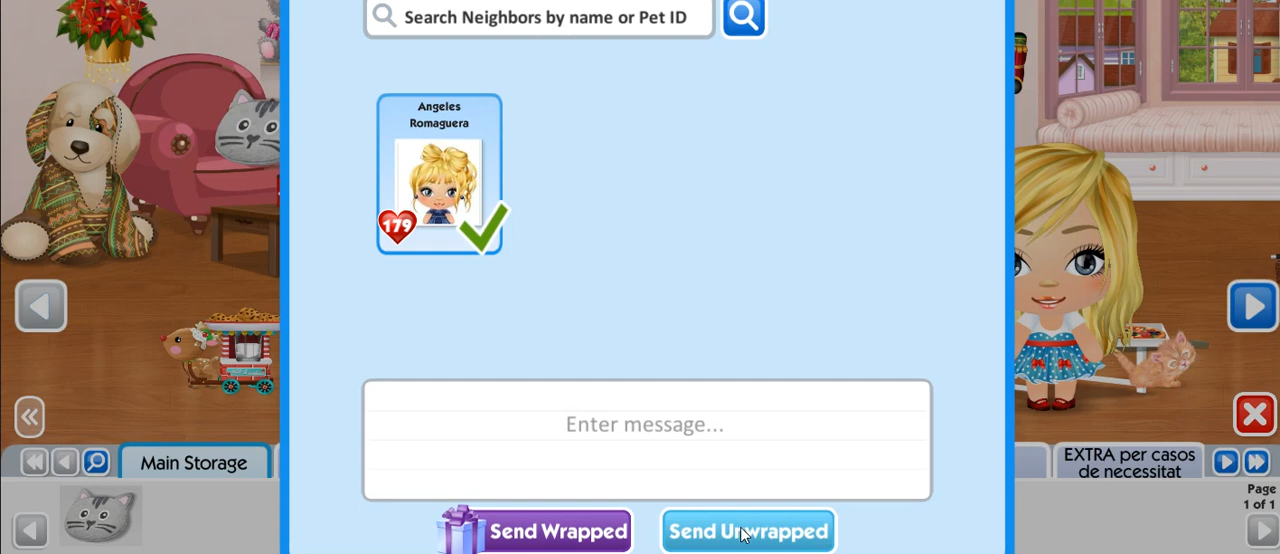 Search Neighbors by name or Pet ID
Angeles
Romaguera
179
Enter message...
Send Wrapped
Send Unwrapped
Main Storage
EXTRA per casos
de necessitat
Page
1 of 1